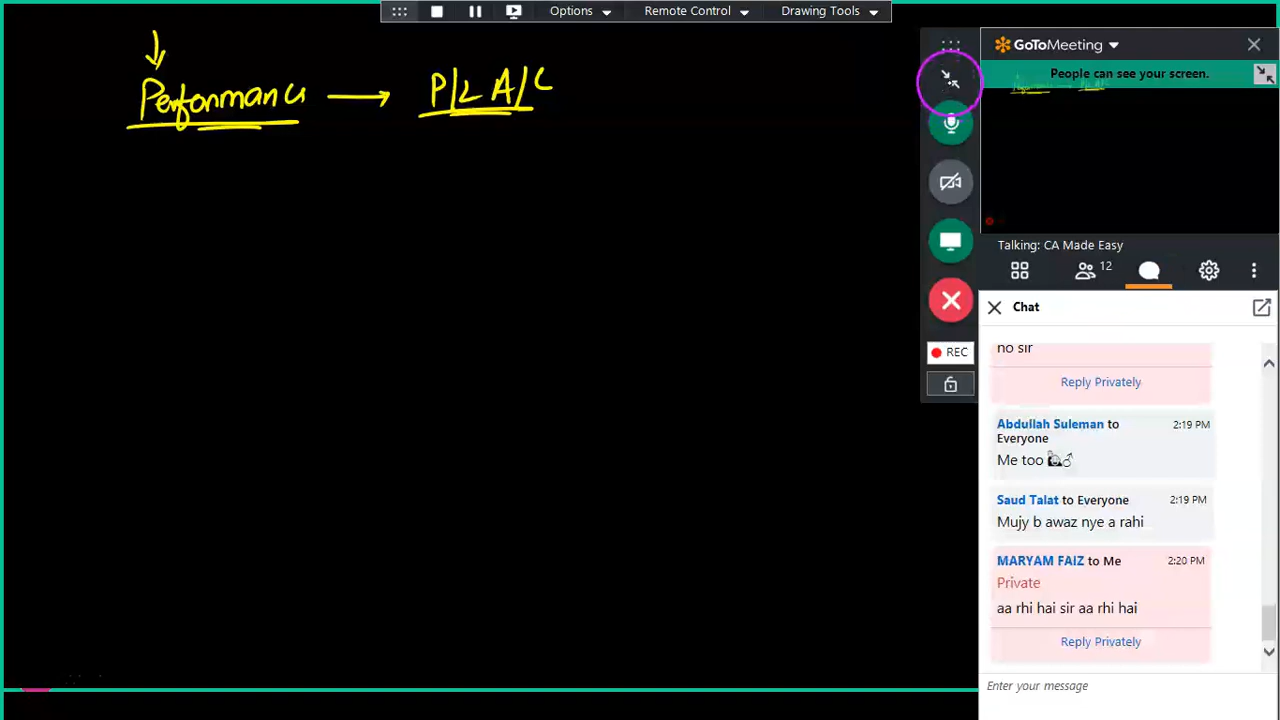 Options Remote Control Drawing Tools
Performance → P/L A/C
GoToMeeting
People can see your screen.
Talking: CA Made Easy
12
Chat
REC
no sir
Reply Privately
Abdullah Suleman to 2:19 PM
Everyone
Me too
Saud Talat to Everyone 2:19 PM
Mujy b awaz nye a rahi
MARYAM FAIZ to Me 2:20 PM
Private
aa rhi hai sir aa rhi hai
Reply Privately
Enter your message